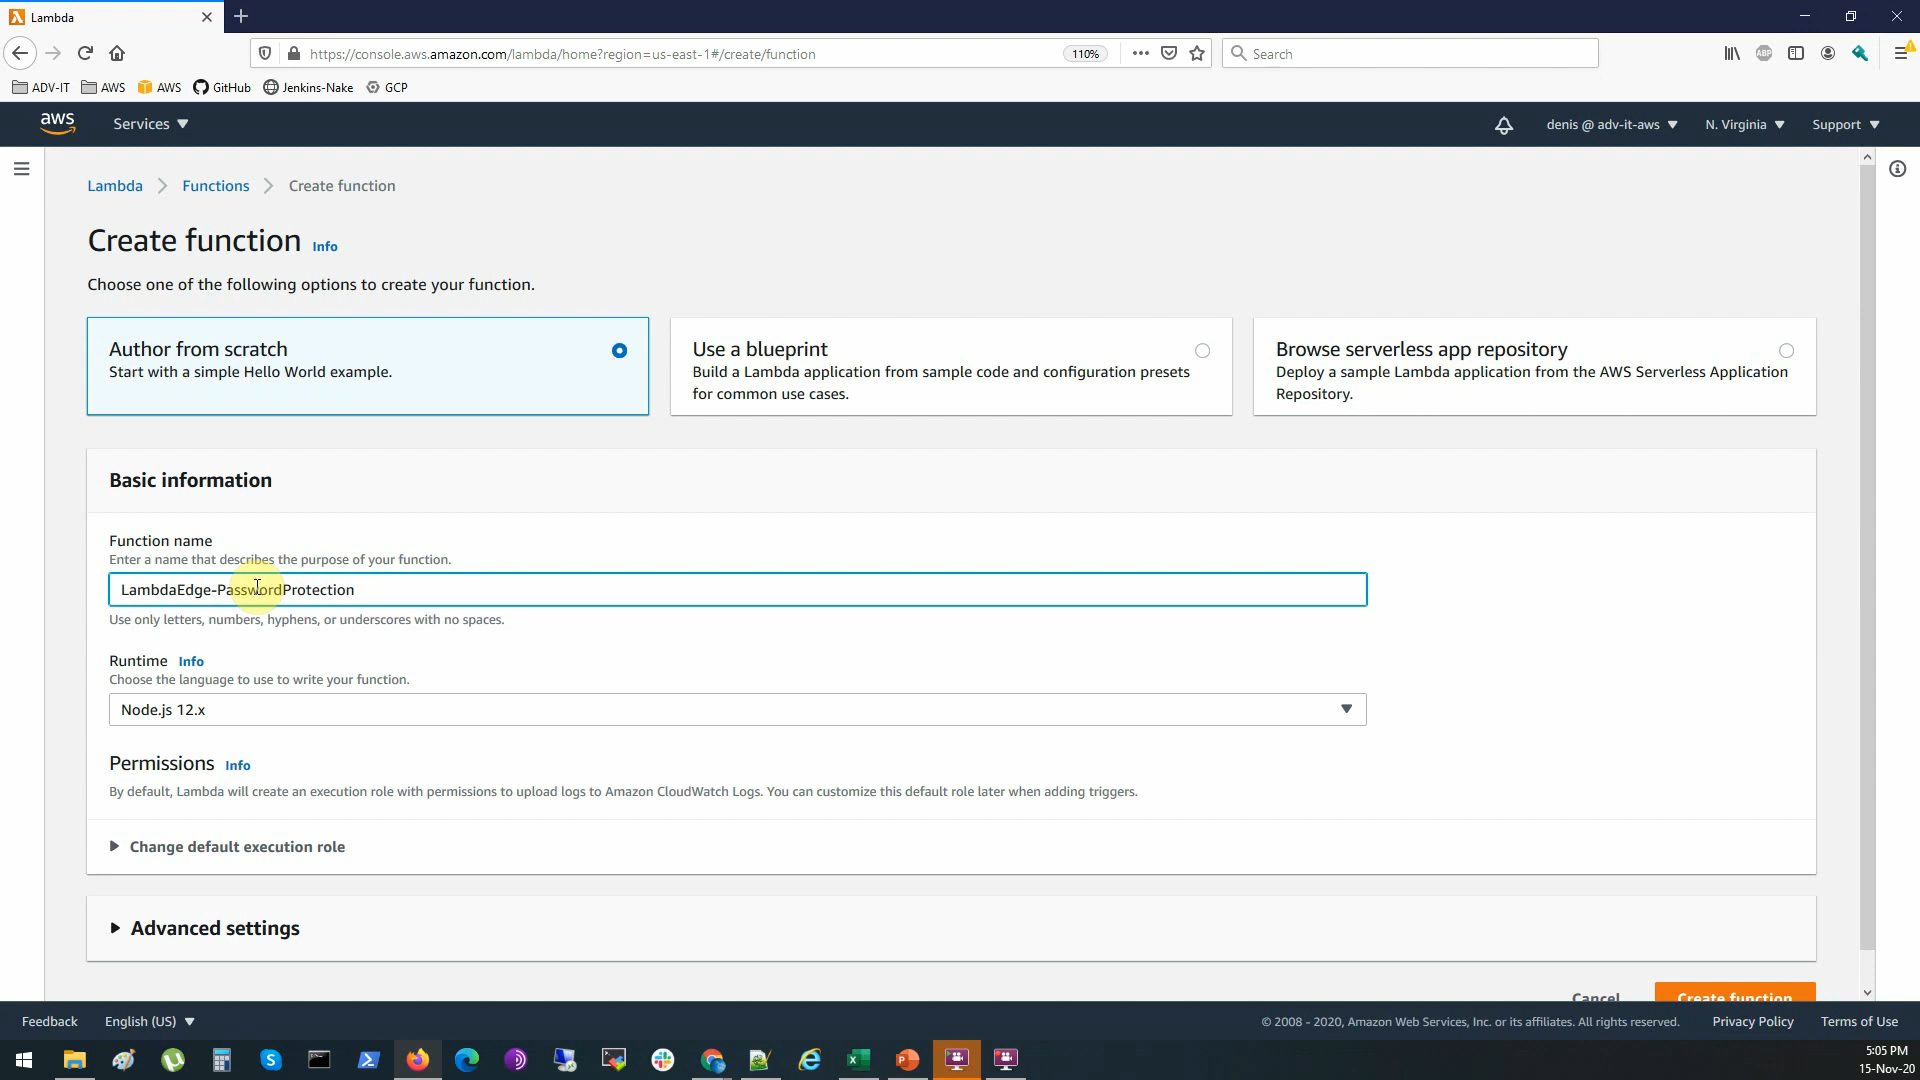 Lambda
https://console.aws.amazon.com/lambda/home?region=us-east-1#/create/function
110%
Search
ABP
ADV-IT
AWS
AWS
GitHub
Jenkins-Nake
GCP
aws
Services
denis @ adv-it-aws
N. Virginia
Support
Lambda
Functions
Create function
Create function Info
Choose one of the following options to create your function.
Author from scratch
Start with a simple Hello World example.
Use a blueprint
Build a Lambda application from sample code and configuration presets
for common use cases.
Browse serverless app repository
Deploy a sample Lambda application from the AWS Serverless Application
Repository.
Basic information
Function name
Enter a name that describes the purpose of your function.
LambdaEdge-PasswordProtection
Use only letters, numbers, hyphens, or underscores with no spaces.
Runtime Info
Choose the language to use to write your function.
Node.js 12.x
Permissions Info
By default, Lambda will create an execution role with permissions to upload logs to Amazon CloudWatch Logs. You can customize this default role later when adding triggers.
Change default execution role
Advanced settings
Cancel
Create function
Feedback
English (US)
© 2008 - 2020, Amazon Web Services, Inc. or its affiliates. All rights reserved.
Privacy Policy
Terms of Use
5:05 PM
15-Nov-20